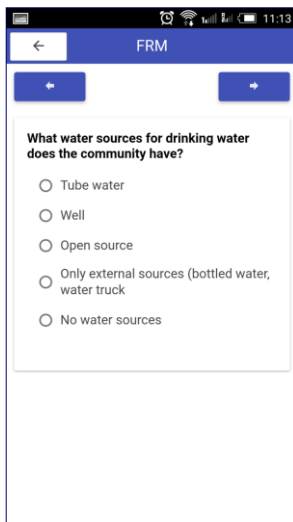 11:13
FRM
What water sources for drinking water
does the community have?
Tube water
Well
Open source
Only external sources (bottled water,
water truck
No water sources